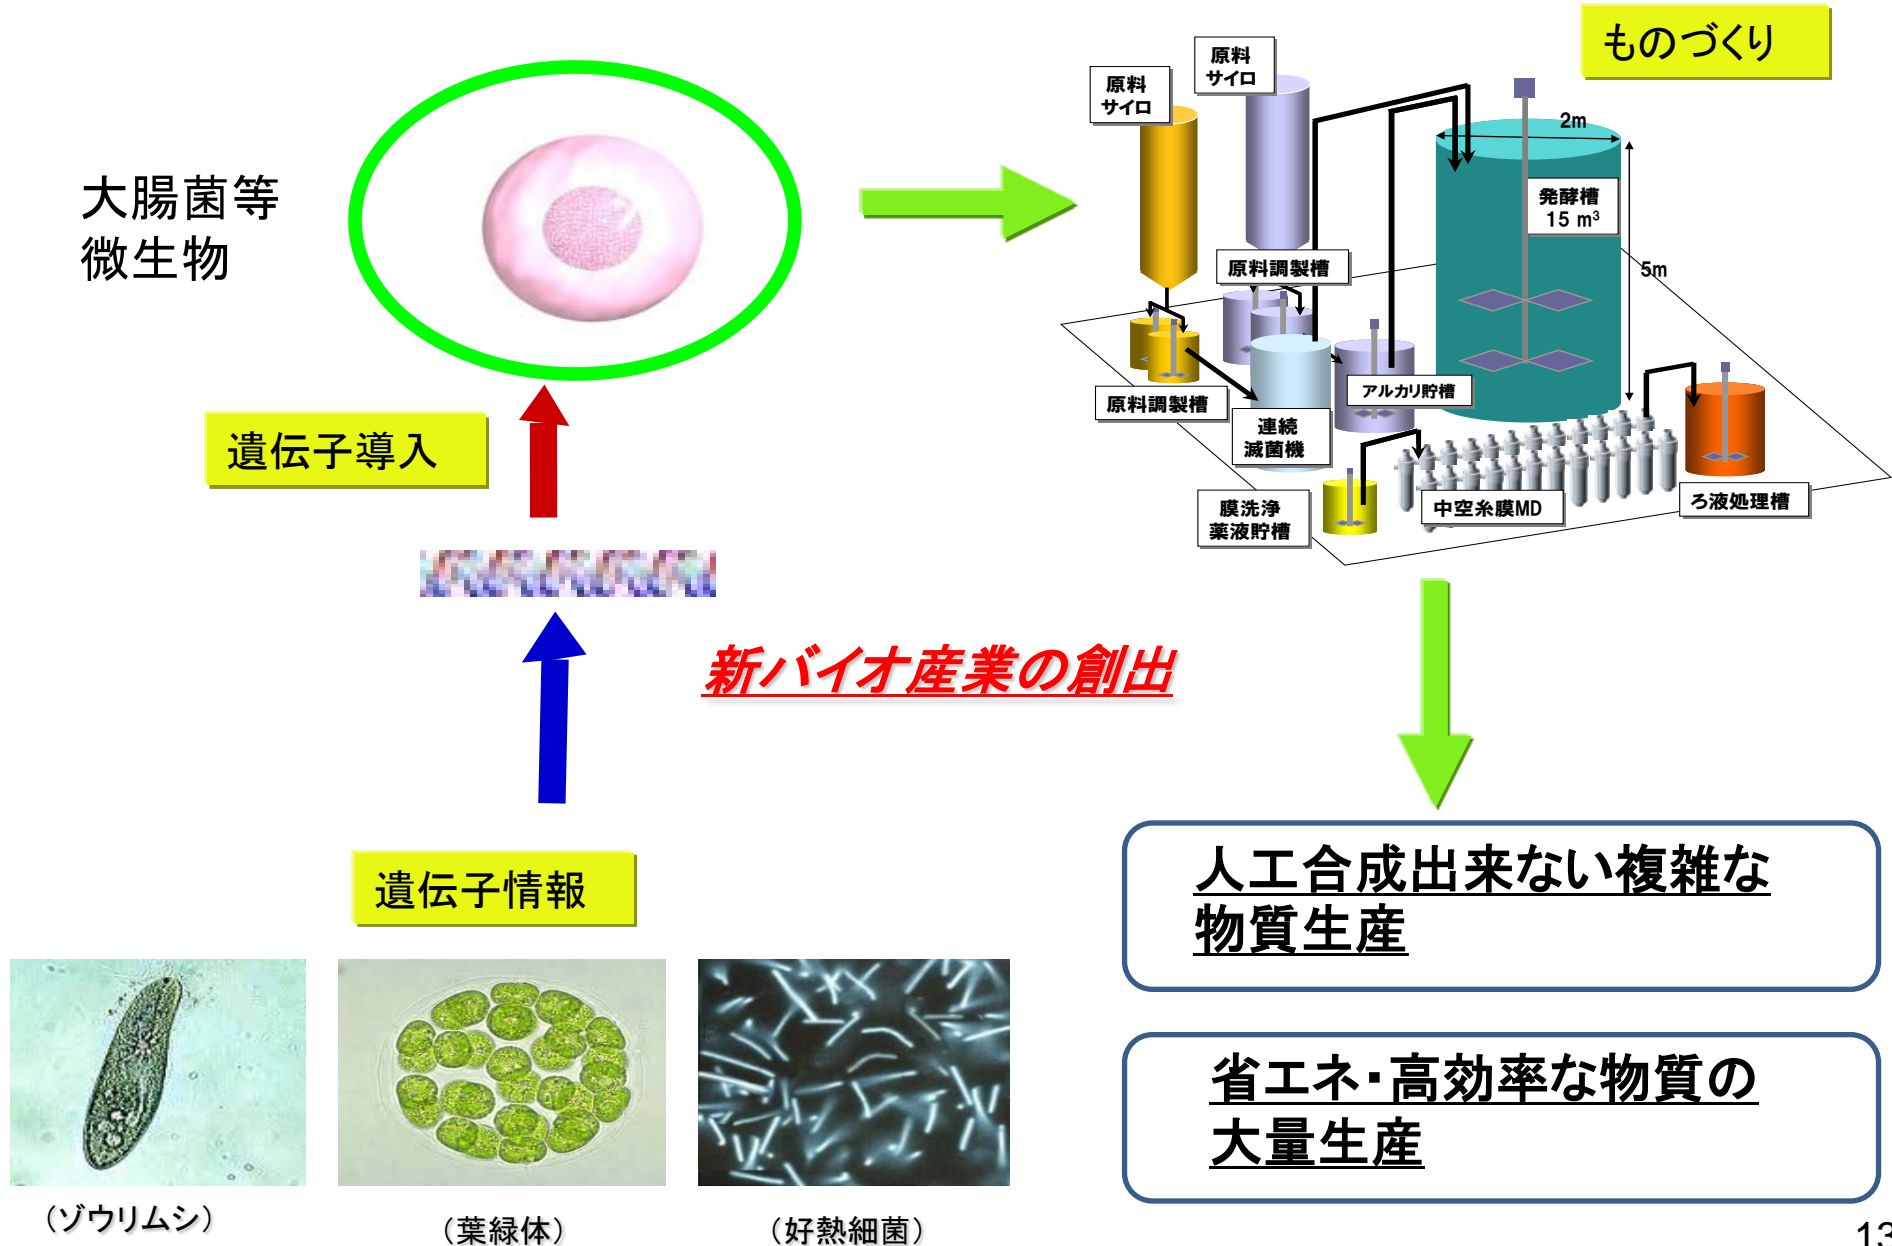 ものづくり
原料
サイロ
原料
サイロ
2m
大腸菌等
微生物
発酵槽
15 m³
原料調製槽
5m
原料調製槽
アルカリ貯槽
連続
滅菌機
遺伝子導入
膜洗浄
薬液貯槽
中空糸膜MD
ろ液処理槽
新バイオ産業の創出
遺伝子情報
人工合成出来ない複雑な
物質生産
省エネ・高効率な物質の
大量生産
（ゾウリムシ）
（葉緑体）
（好熱細菌）
13